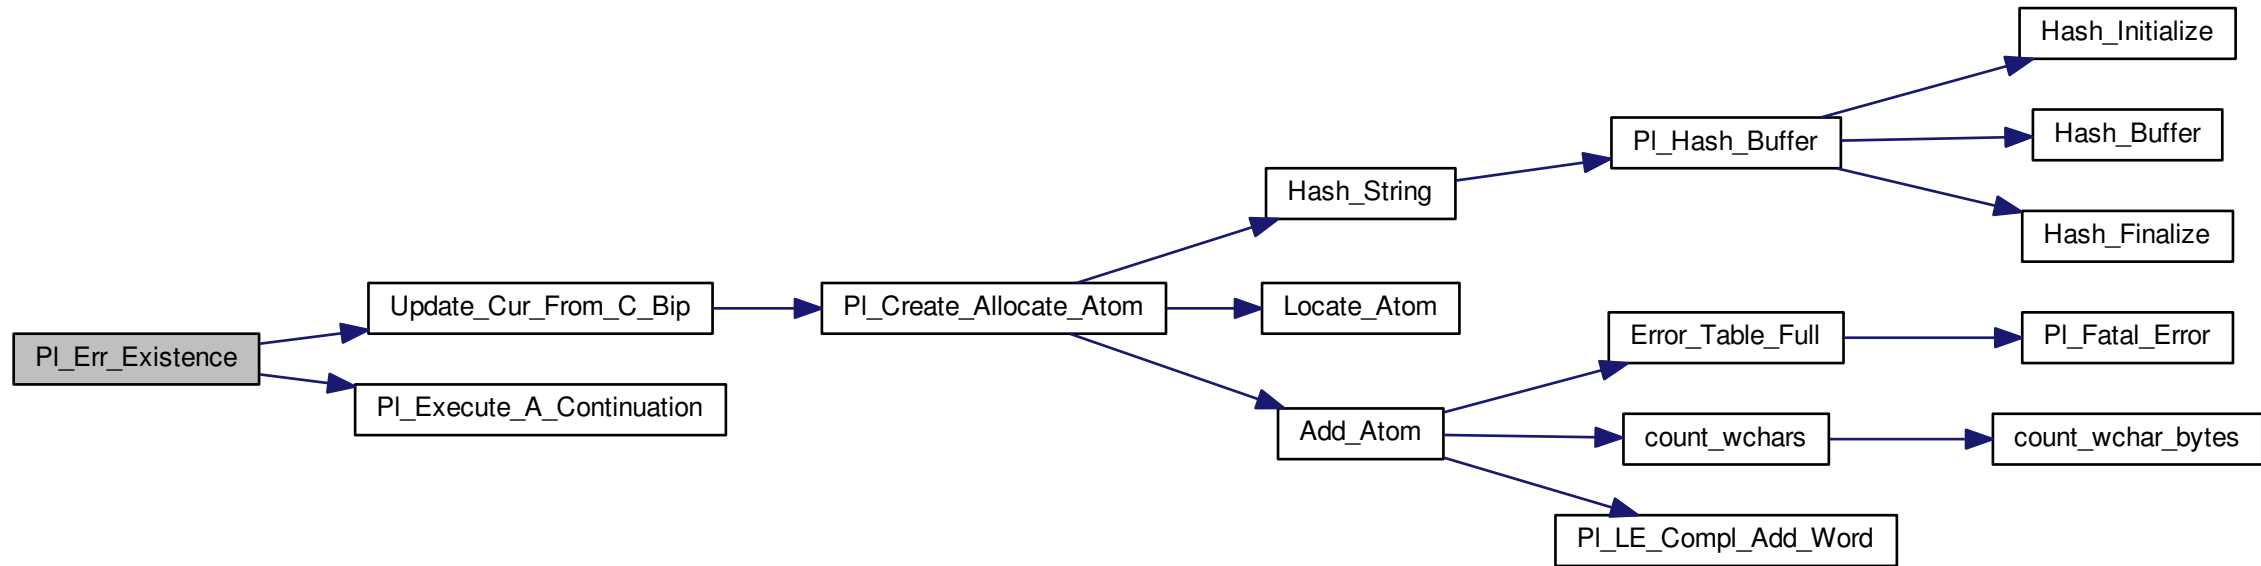 Hash_Initialize
Hash_Buffer
Pl_Hash_Buffer
Hash_String
Hash_Finalize
Update_Cur_From_C_Bip
Pl_Create_Allocate_Atom
Locate_Atom
Error_Table_Full
Pl_Fatal_Error
Pl_Err_Existence
Pl_Execute_A_Continuation
Add_Atom
count_wchars
count_wchar_bytes
Pl_LE_Compl_Add_Word